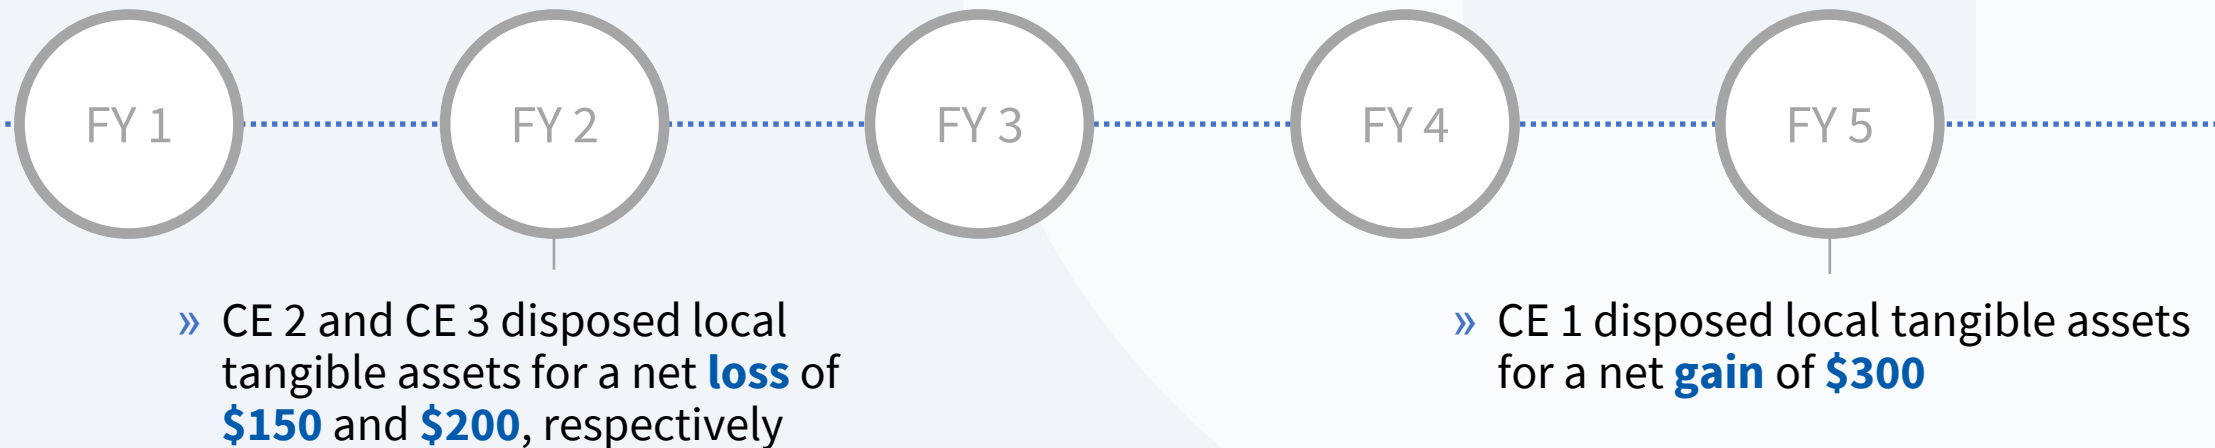 FY 1
FY 2
FY 3
FY 4
FY 5
» CE 2 and CE 3 disposed local
tangible assets for a net loss of
$150 and $200, respectively
» CE 1 disposed local tangible assets
for a net gain of $300